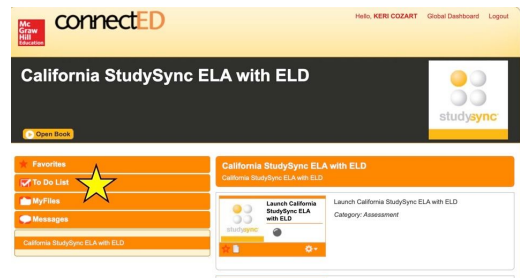 Mc
Graw
Hill
Education
connectED
Hello, KERI COZART Global Dashboard Logout
California StudySync ELA with ELD
studysync
Open Book
Favorites
To Do List
MyFiles
Messages
California StudySync ELA with ELD
California StudySync ELA with ELD
California StudySync ELA with ELD
studysync
Launch California
StudySync ELA
with ELD
Launch California StudySync ELA with ELD
Category: Assessment